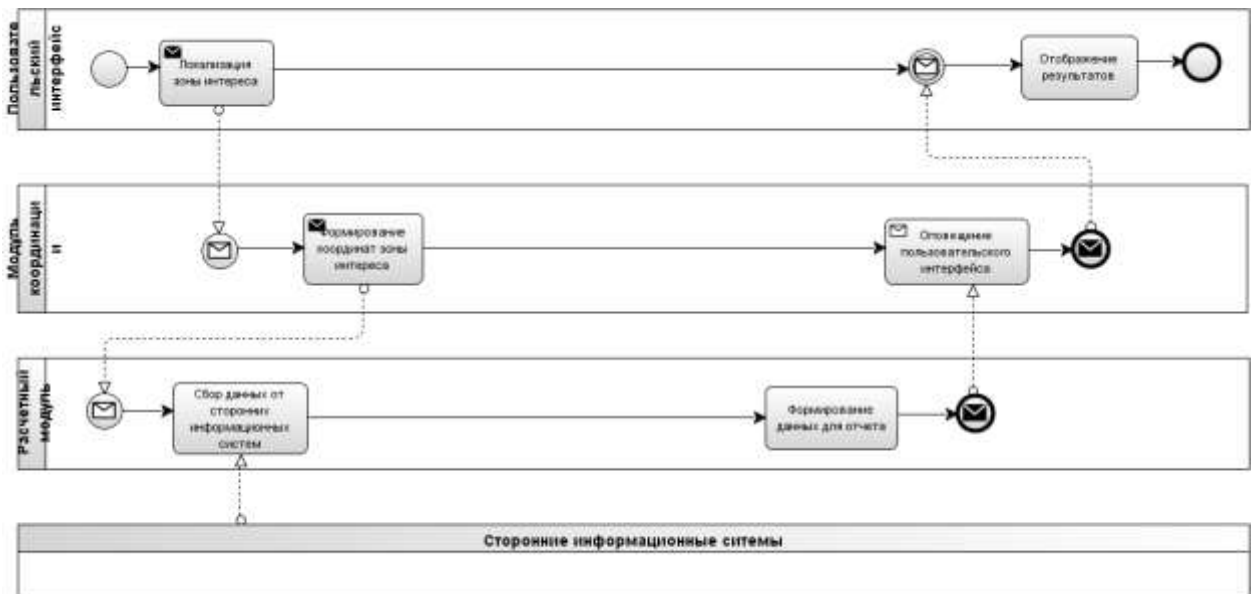 Пользовате
льский
интерфейс
Локализация
зоны интереса
Отображение
результатов
Модуль
координаци
и
Формирование
координат зоны
интереса
Оповещение
пользовательского
интерфейса
Расчетный
модуль
Сбор данных от
сторонних
информационных
систем
Формирование
данных для отчета
Сторонние информационные ситемы